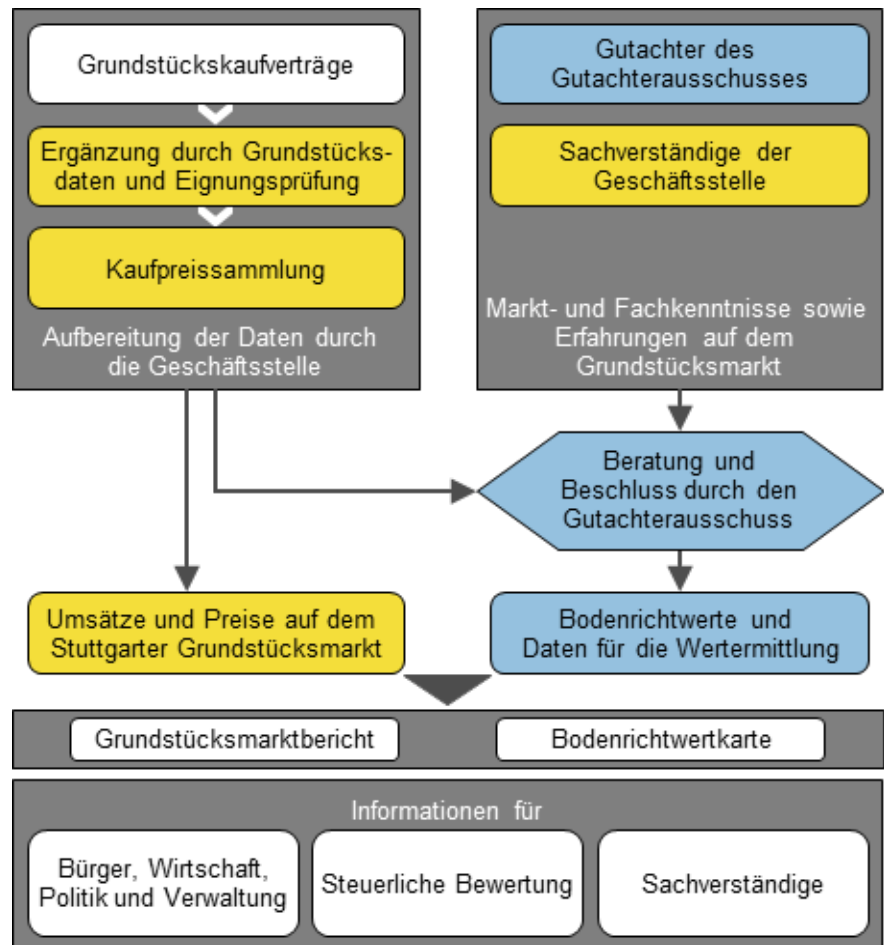 Grundstückskaufverträge
Ergänzung durch Grundstücks-
daten und Eignungsprüfung
Kaufpreissammlung
Aufbereitung der Daten durch
die Geschäftsstelle
Gutachter des
Gutachterausschusses
Sachverständige der
Geschäftsstelle
Markt- und Fachkenntnisse sowie
Erfahrungen auf dem
Grundstücksmarkt
Beratung und
Beschluss durch den
Gutachterausschuss
Umsätze und Preise auf dem
Stuttgarter Grundstücksmarkt
Bodenrichtwerte und
Daten für die Wertermittlung
Grundstücksmarktbericht
Bodenrichtwertkarte
Informationen für
Bürger, Wirtschaft,
Politik und Verwaltung
Steuerliche Bewertung
Sachverständige